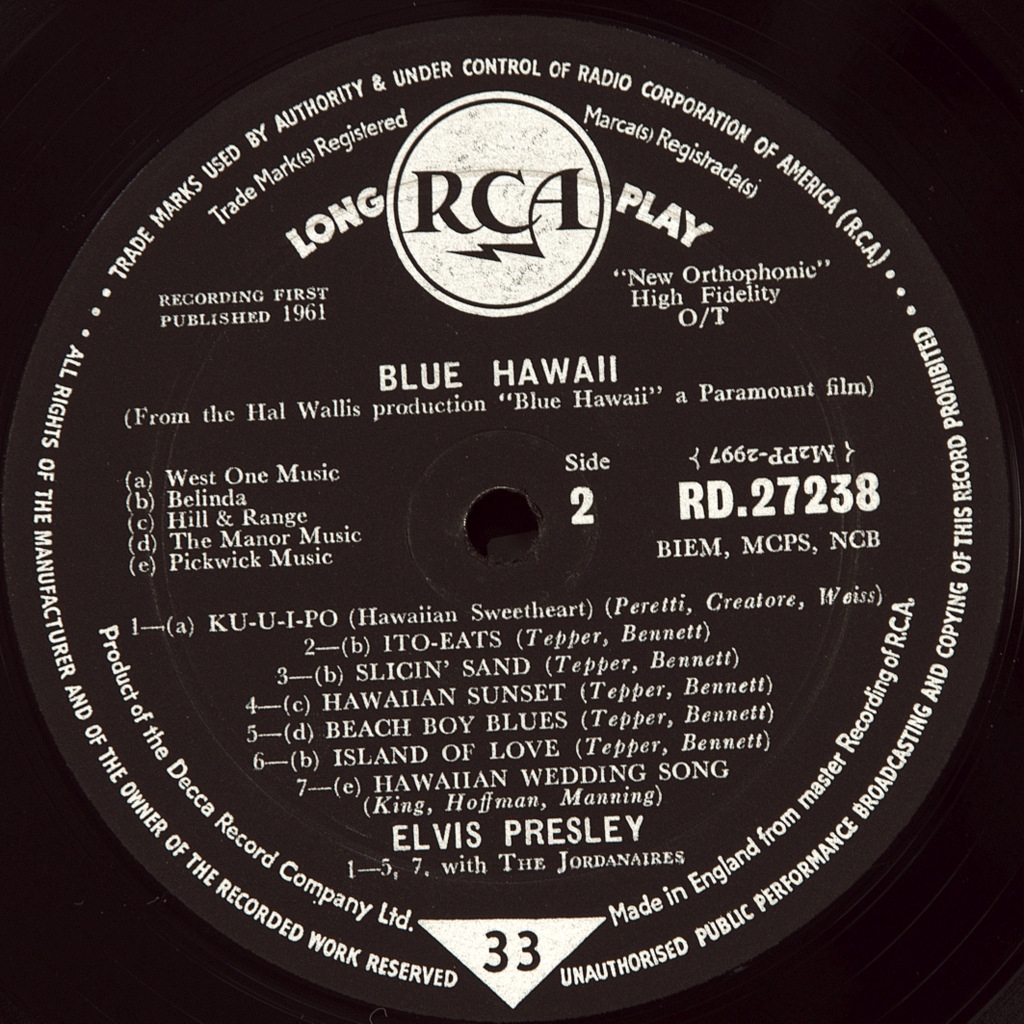 TRADE MARKS USED BY AUTHORITY & UNDER CONTROL OF RADIO CORPORATION OF AMERICA (R.C.A.)
Trade Mark(s) Registered
Marca(s) Registrada(s)
LONG RCA PLAY
RECORDING FIRST
PUBLISHED 1961
"New Orthophonic"
High Fidelity
O/T
BLUE HAWAII
(From the Hal Wallis production "Blue Hawaii" a Paramount film)
(a) West One Music
(b) Belinda
(c) Hill & Range
(d) The Manor Music
(e) Pickwick Music
Side
2
{ M2PP-2997 }
RD.27238
BIEM, MCPS, NCB
1—(a) KU-U-I-PO (Hawaiian Sweetheart) (Peretti, Creatore, Weiss)
2—(b) ITO-EATS (Tepper, Bennett)
3—(b) SLICIN' SAND (Tepper, Bennett)
4—(c) HAWAIIAN SUNSET (Tepper, Bennett)
5—(d) BEACH BOY BLUES (Tepper, Bennett)
6—(b) ISLAND OF LOVE (Tepper, Bennett)
7—(e) HAWAIIAN WEDDING SONG
(King, Hoffman, Manning)
ELVIS PRESLEY
1—5, 7, with THE JORDANAIRES
Product of the Decca Record Company Ltd.
Made in England from master Recording of R.C.A.
33
ALL RIGHTS OF THE MANUFACTURER AND OF THE OWNER OF THE RECORDED WORK RESERVED
UNAUTHORISED PUBLIC PERFORMANCE BROADCASTING AND COPYING OF THIS RECORD PROHIBITED